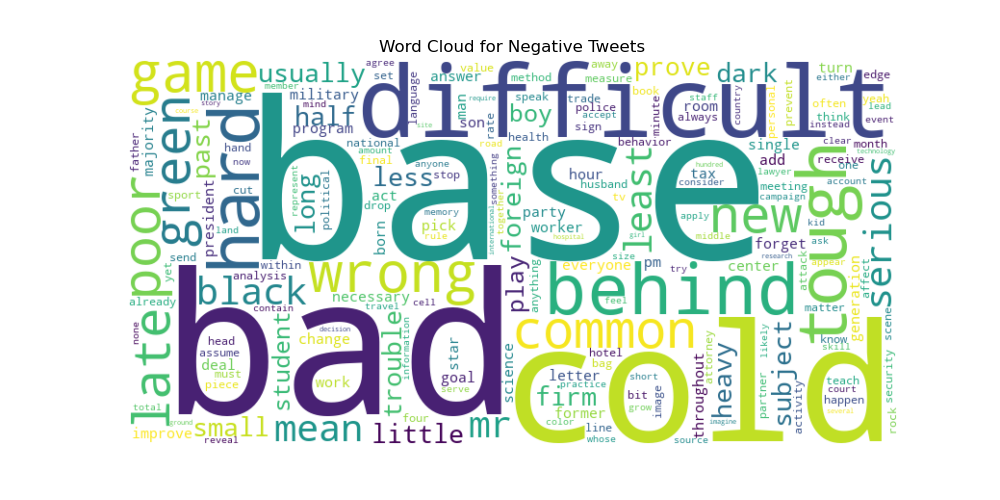 Word Cloud for Negative Tweets
base
bad
cold
difficult
hard
behind
tough
wrong
common
new
late
poor
green
game
serious
black
mean
little
mr
small
heavy
subject
firm
least
foreign
play
trouble
student
long
half
less
boy
dark
prove
usually
past
military
program
president
majority
manage
hand
father
now
story
cut
sport
land
send
yet
already
analysis
within
contain
necessary
travel
cell
change
decision
work
information
star
goal
serve
science
four
head
assume
deal
must
piece
none
total
ground
improve
reveal
national
amount
final
mind
member
set
agree
language
answer
value
method
speak
man
son
rate
road
require
site
health
act
drop
stop
anyone
something
together
international
memory
pick
rule
born
political
represent
party
worker
hour
husband
tv
behavior
sign
trade
police
accept
measure
away
book
staff
room
always
minute
country
personal
prevent
turn
either
often
think
yeah
edge
lead
event
instead
clear
month
technology
single
add
receive
hundred
lawyer
one
account
tax
consider
meeting
campaign
kid
apply
middle
forget
ask
appear
center
research
attack
generation
affect
scene
matter
know
skill
likely
pm
try
size
girl
hospital
everyone
feel
anything
hotel
bag
letter
practice
former
color
line
whose
bit
short
grow
image
source
throughout
attorney
imagine
partner
activity
teach
court
happen
several
security
rock
course